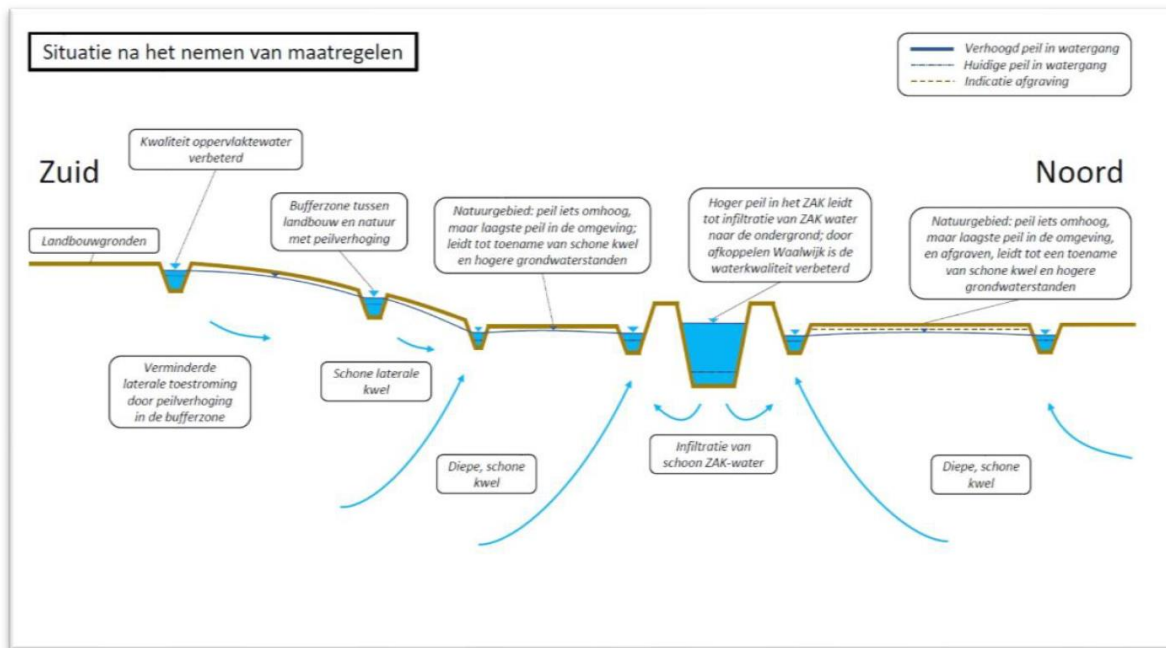 Situatie na het nemen van maatregelen
Verhoogd peil in watergang
Huidige peil in watergang
Indicatie afgraving
Zuid
Noord
Kwaliteit oppervlaktewater
verbeterd
Landbouwgronden
Bufferzone tussen
landbouw en natuur
met peilverhoging
Natuurgebied: peil iets omhoog,
maar laagste peil in de omgeving;
leidt tot toename van schone kwel
en hogere grondwaterstanden
Hoger peil in het ZAK leidt
tot infiltratie van ZAK water
naar de ondergrond; door
afkoppelen Waalwijk is de
waterkwaliteit verbeterd
Natuurgebied: peil iets omhoog,
maar laagste peil in de omgeving,
en afgraven, leidt tot een toename
van schone kwel en hogere
grondwaterstanden
Verminderde
laterale toestroming
door peilverhoging
in de bufferzone
Schone laterale
kwel
Diepe, schone
kwel
Infiltratie van
schoon ZAK-water
Diepe, schone
kwel